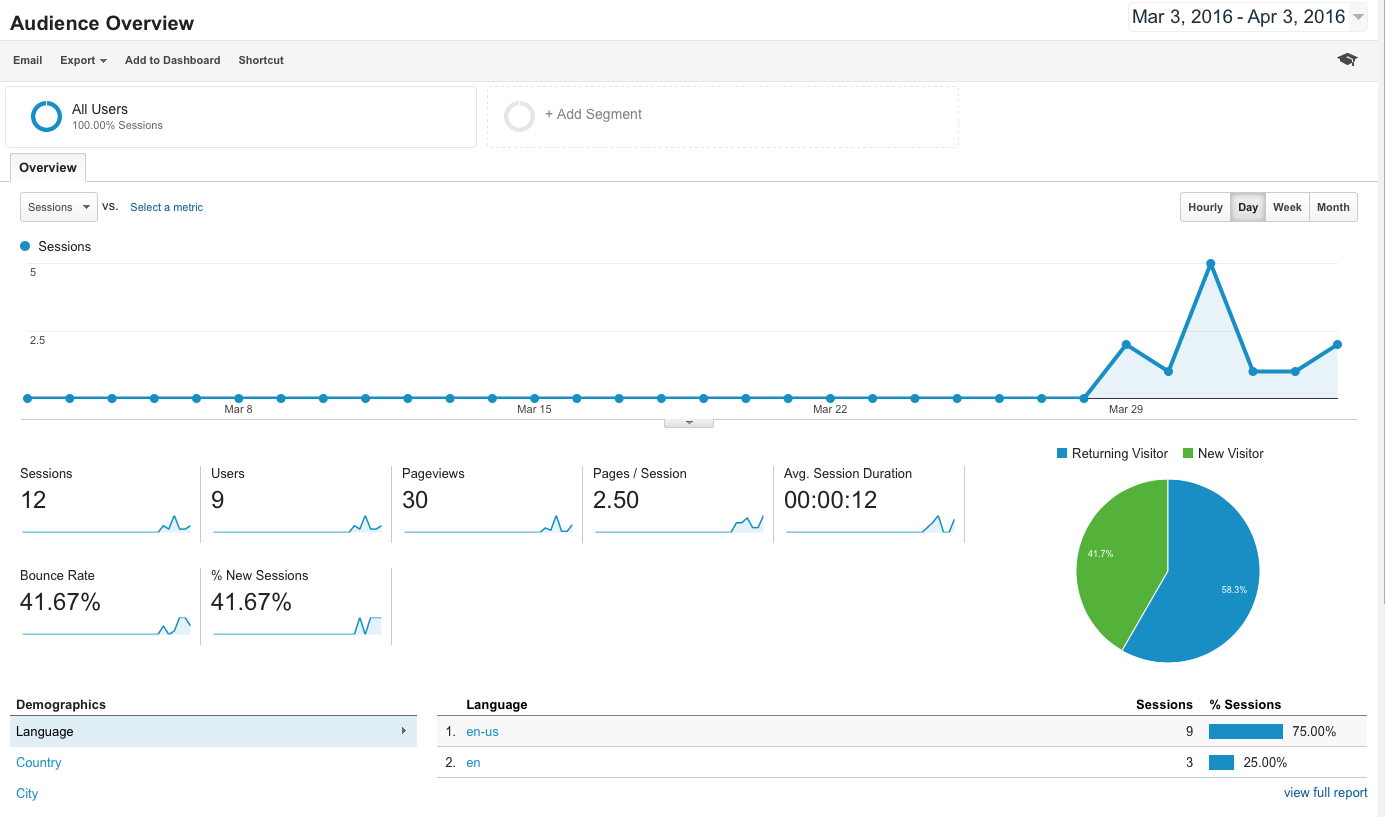 Audience Overview
Mar 3, 2016 - Apr 3, 2016
Email Export Add to Dashboard Shortcut
All Users
100.00% Sessions
+ Add Segment
Overview
Sessions vs. Select a metric
Hourly Day Week Month
Sessions
5
2.5
Mar 8 Mar 15 Mar 22 Mar 29
Returning Visitor New Visitor
Sessions Users Pageviews Pages / Session Avg. Session Duration
12 9 30 2.50 00:00:12
41.7%
58.3%
Bounce Rate % New Sessions
41.67% 41.67%
Demographics
Language
Country
City
Language Sessions % Sessions
1. en-us 9 75.00%
2. en 3 25.00%
view full report